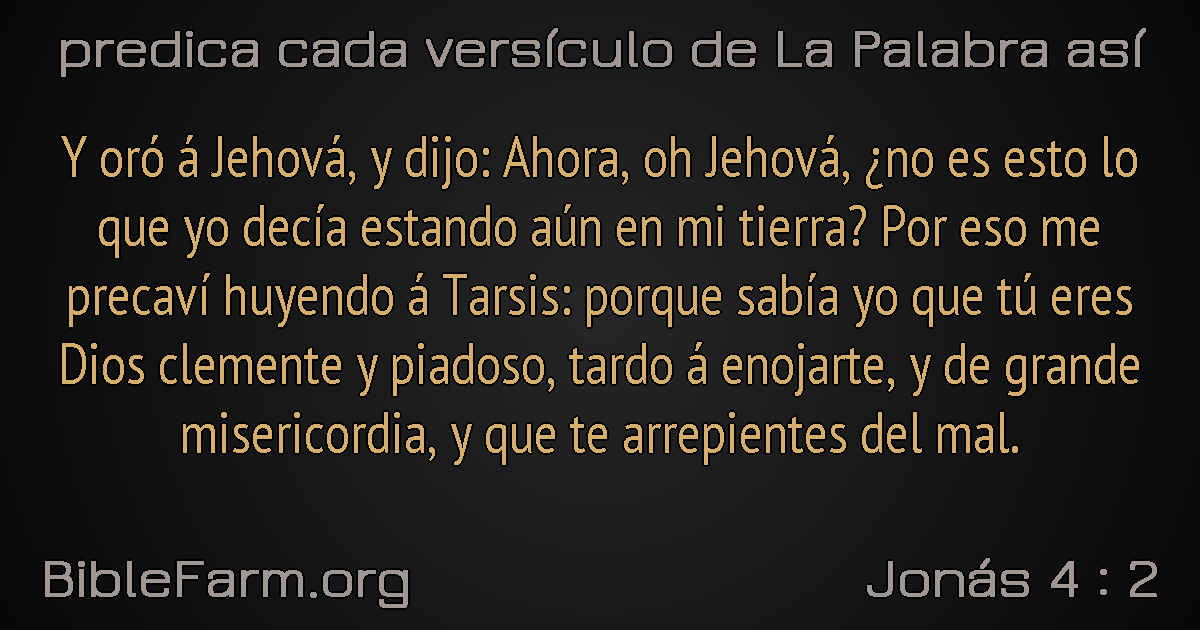 predica cada versículo de La Palabra así
Y oró á Jehová, y dijo: Ahora, oh Jehová, ¿no es esto lo
que yo decía estando aún en mi tierra? Por eso me
precaví huyendo á Tarsis: porque sabía yo que tú eres
Dios clemente y piadoso, tardo á enojarte, y de grande
misericordia, y que te arrepientes del mal.
BibleFarm.org
Jonás 4 : 2